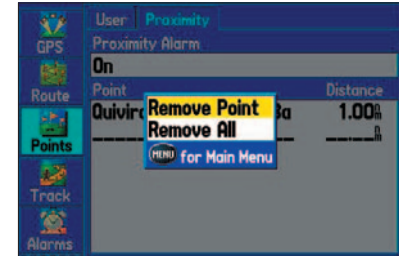 User Proximity
GPS
Proximity Alarm
On
Route
Point Distance
Remove Point
1.00
Remove All
Points
MENU for Main Menu
Track
Alarms